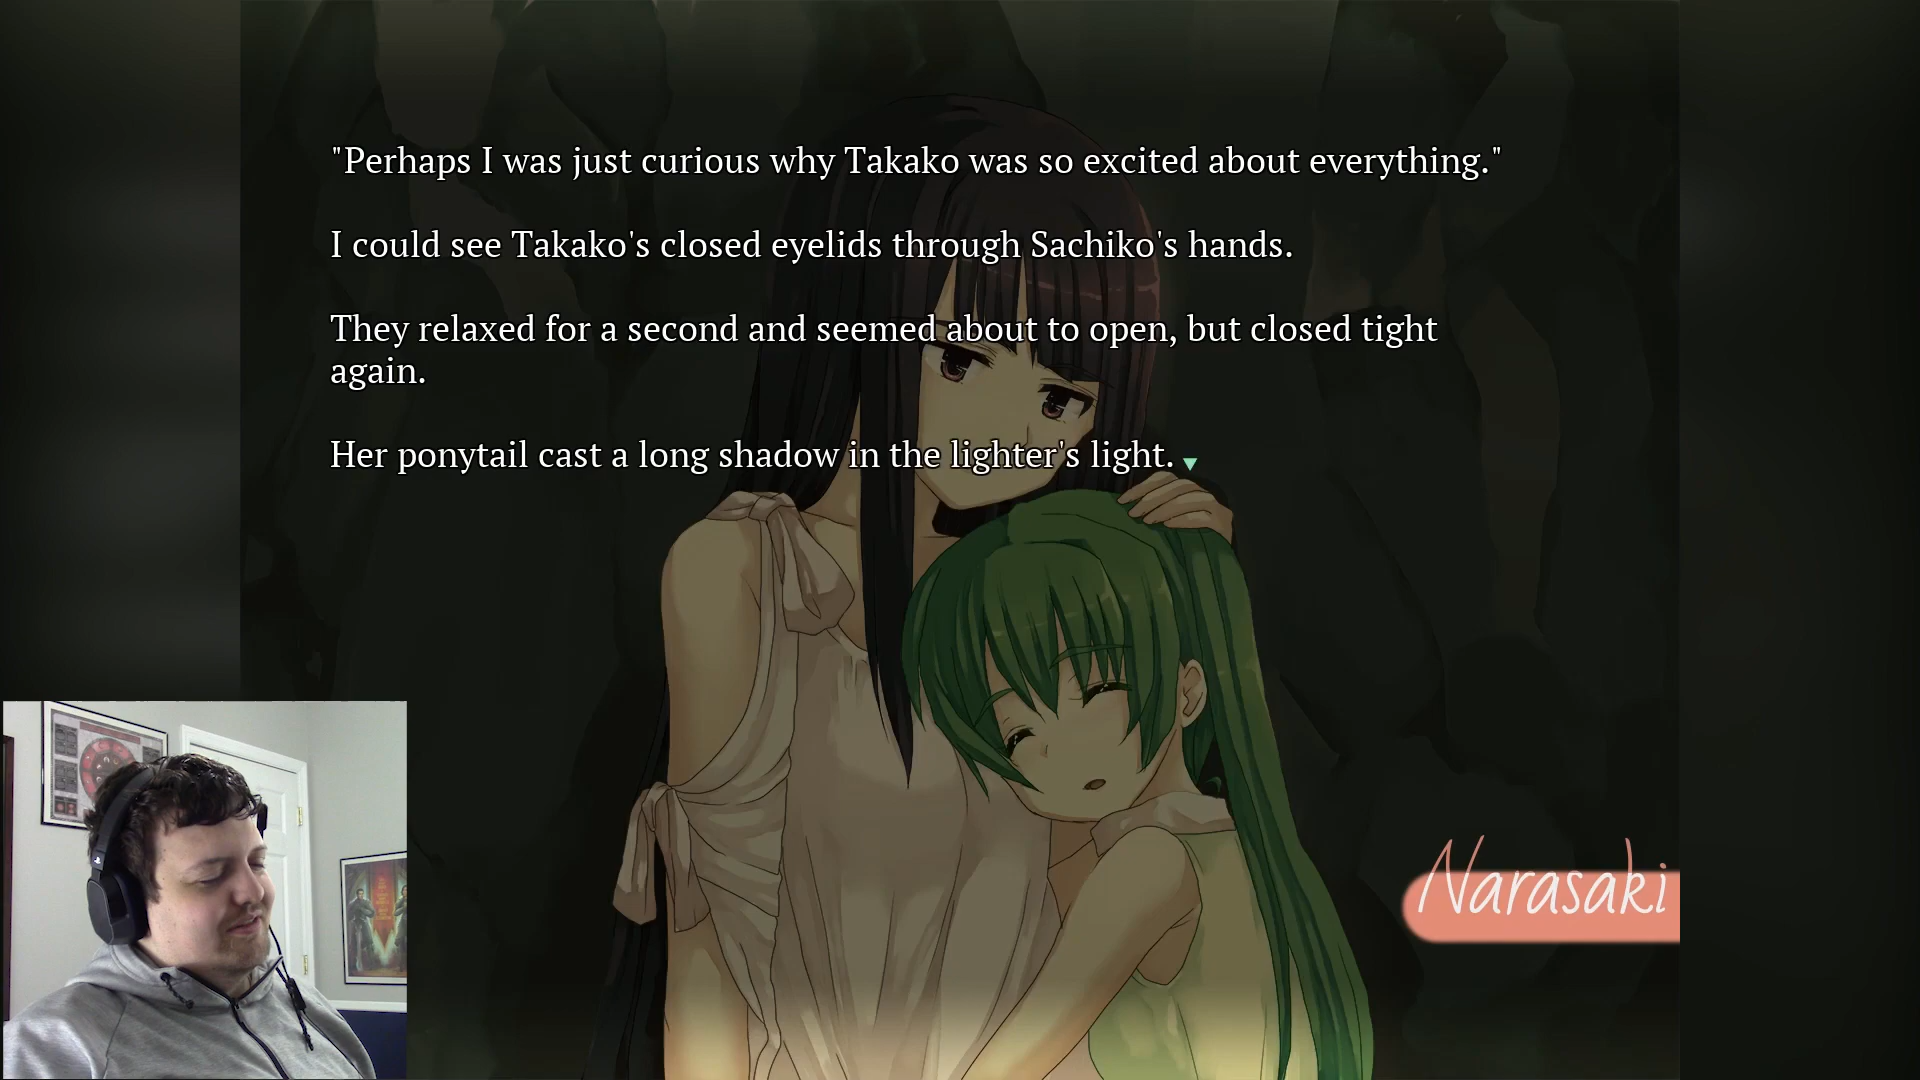 "Perhaps I was just curious why Takako was so excited about everything."
I could see Takako's closed eyelids through Sachiko's hands.
They relaxed for a second and seemed about to open, but closed tight
again.
Her ponytail cast a long shadow in the lighter's light.
Narasaki